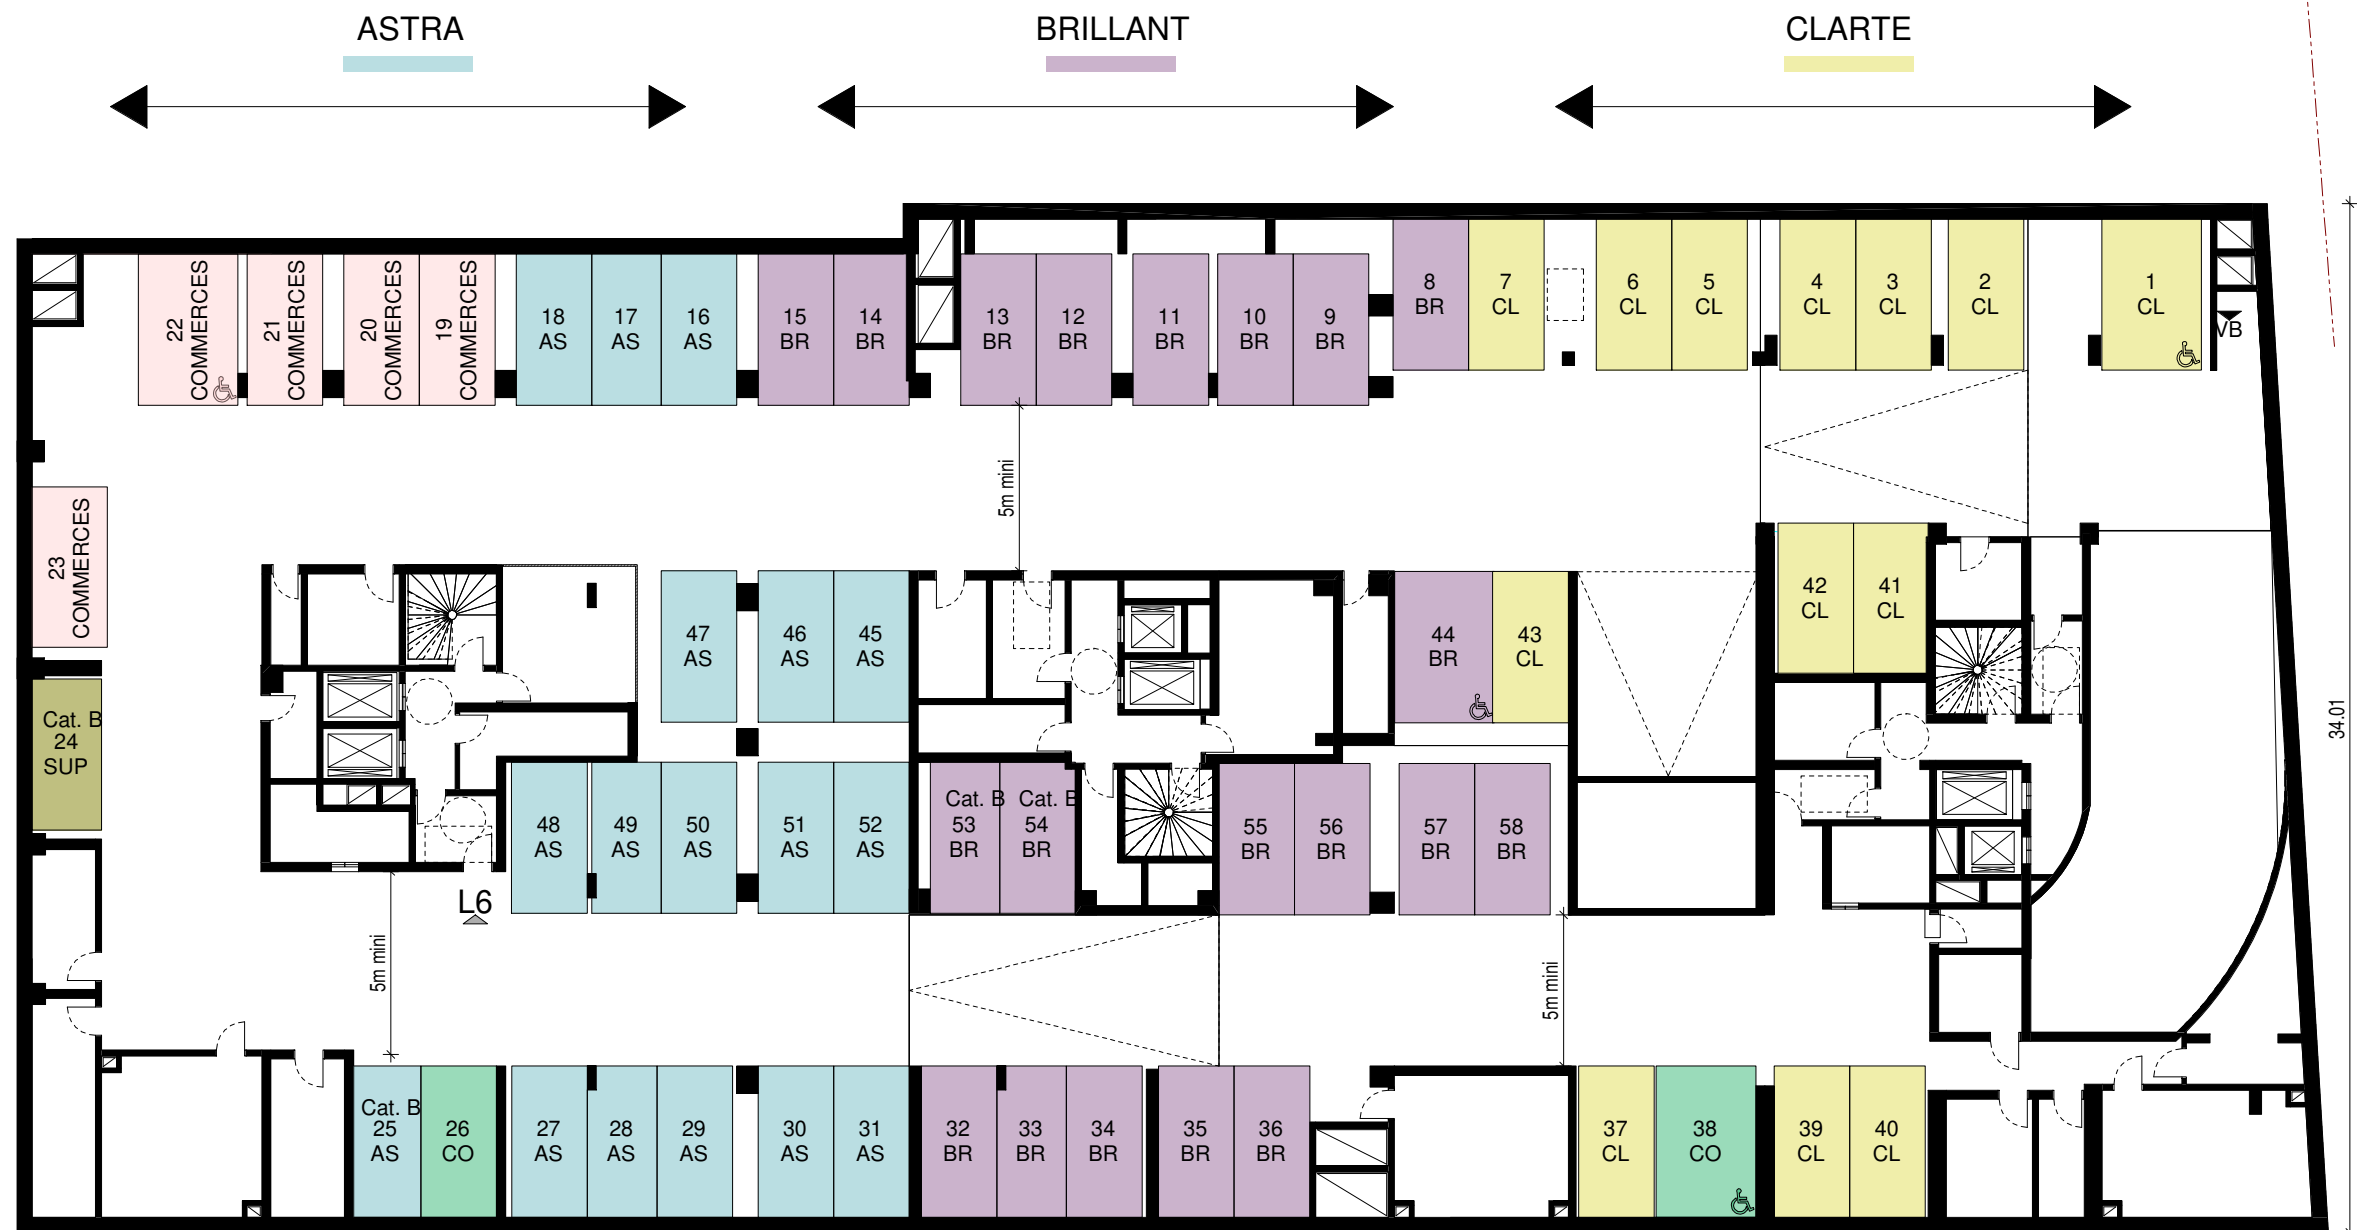 ASTRA
BRILLANT
CLARTE
22
COMMERCES
21
COMMERCES
20
COMMERCES
19
COMMERCES
18
AS
17
AS
16
AS
15
BR
14
BR
13
BR
12
BR
11
BR
10
BR
9
BR
8
BR
7
CL
6
CL
5
CL
4
CL
3
CL
2
CL
1
CL
VB
5m mini
23
COMMERCES
47
AS
46
AS
45
AS
44
BR
43
CL
42
CL
41
CL
34.01
Cat. B
24
SUP
48
AS
49
AS
50
AS
51
AS
52
AS
Cat. B
53
BR
Cat. B
54
BR
55
BR
56
BR
57
BR
58
BR
L6
5m mini
5m mini
Cat. B
25
AS
26
CO
27
AS
28
AS
29
AS
30
AS
31
AS
32
BR
33
BR
34
BR
35
BR
36
BR
37
CL
38
CO
39
CL
40
CL